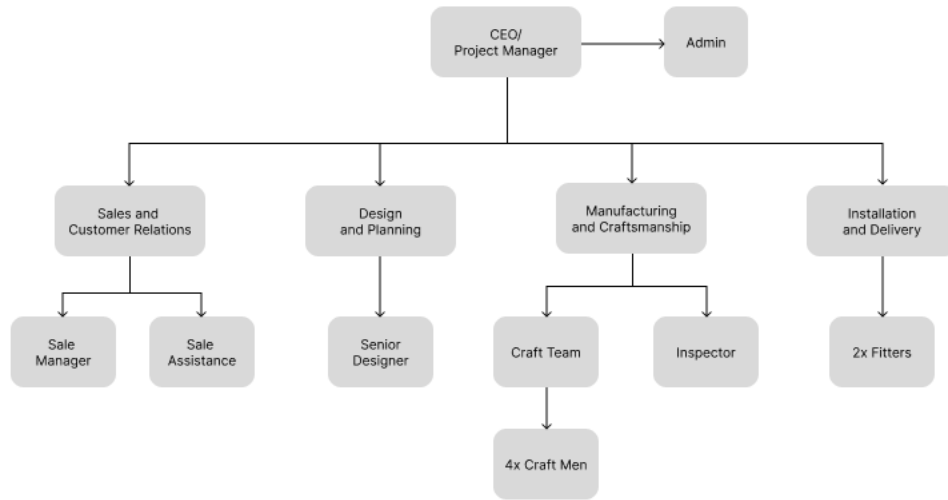 CEO/
Project Manager
Admin
Sales and
Customer Relations
Design
and Planning
Manufacturing
and Craftsmanship
Installation
and Delivery
Sale
Manager
Sale
Assistance
Senior
Designer
Craft Team
Inspector
2x Fitters
4x Craft Men